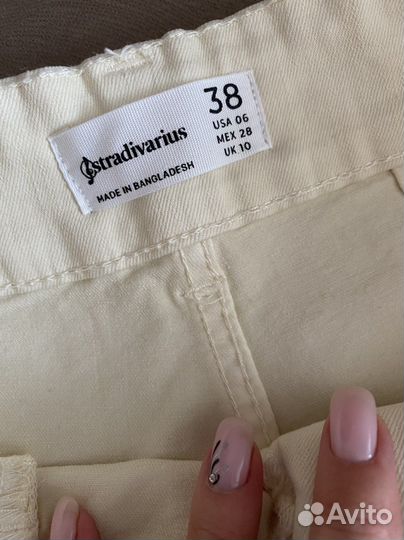 stradivarius
MADE IN BANGLADESH
38
USA 06
MEX 28
UK 10
Avito